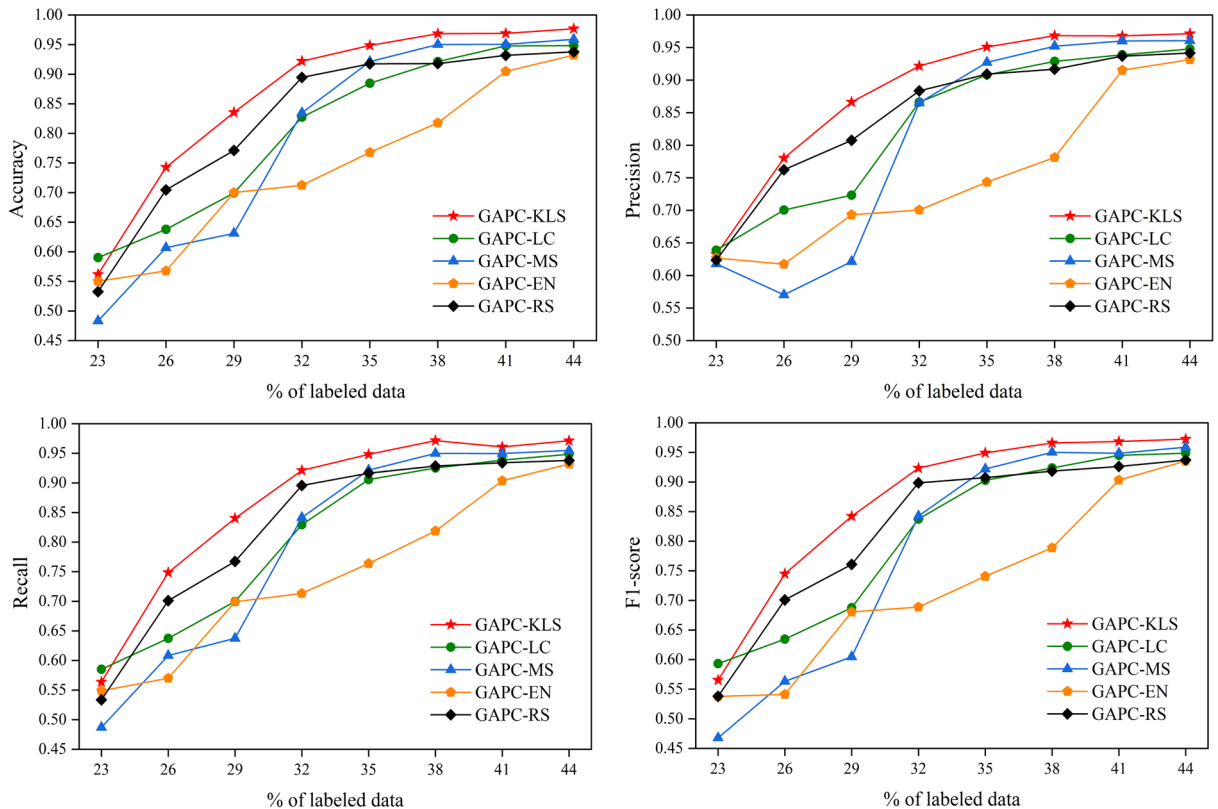 1.00
0.95
0.90
0.85
0.80
0.75
0.70
0.65
0.60
0.55
0.50
0.45
Accuracy
GAPC-KLS
GAPC-LC
GAPC-MS
GAPC-EN
GAPC-RS
23 26 29 32 35 38 41 44
% of labeled data
1.00
0.95
0.90
0.85
0.80
0.75
0.70
0.65
0.60
0.55
0.50
Precision
GAPC-KLS
GAPC-LC
GAPC-MS
GAPC-EN
GAPC-RS
23 26 29 32 35 38 41 44
% of labeled data
1.00
0.95
0.90
0.85
0.80
0.75
0.70
0.65
0.60
0.55
0.50
0.45
Recall
GAPC-KLS
GAPC-LC
GAPC-MS
GAPC-EN
GAPC-RS
23 26 29 32 35 38 41 44
% of labeled data
1.00
0.95
0.90
0.85
0.80
0.75
0.70
0.65
0.60
0.55
0.50
0.45
F1-score
GAPC-KLS
GAPC-LC
GAPC-MS
GAPC-EN
GAPC-RS
23 26 29 32 35 38 41 44
% of labeled data